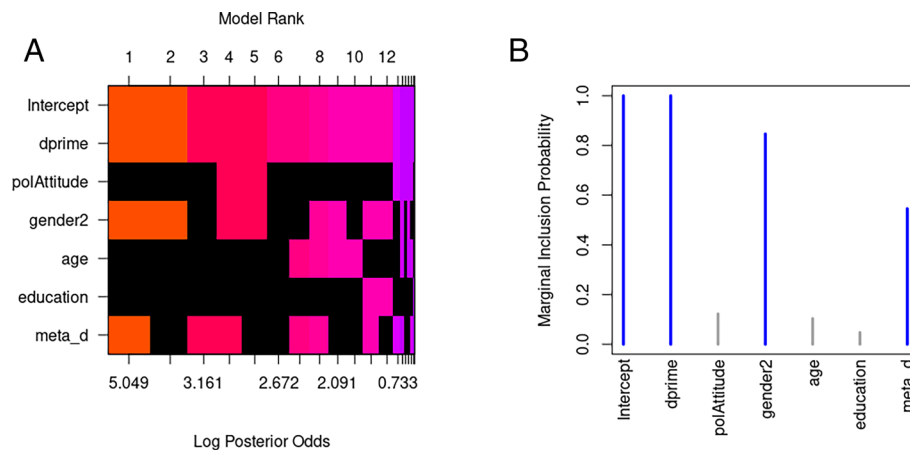 Model Rank
A
1 2 3 4 5 6 8 10 12
Intercept
dprime
polAttitude
gender2
age
education
meta_d
5.049 3.161 2.672 2.091 0.733
Log Posterior Odds
B
Marginal Inclusion Probability
1.0
0.8
0.6
0.4
0.2
0.0
Intercept
dprime
polAttitude
gender2
age
education
meta_d